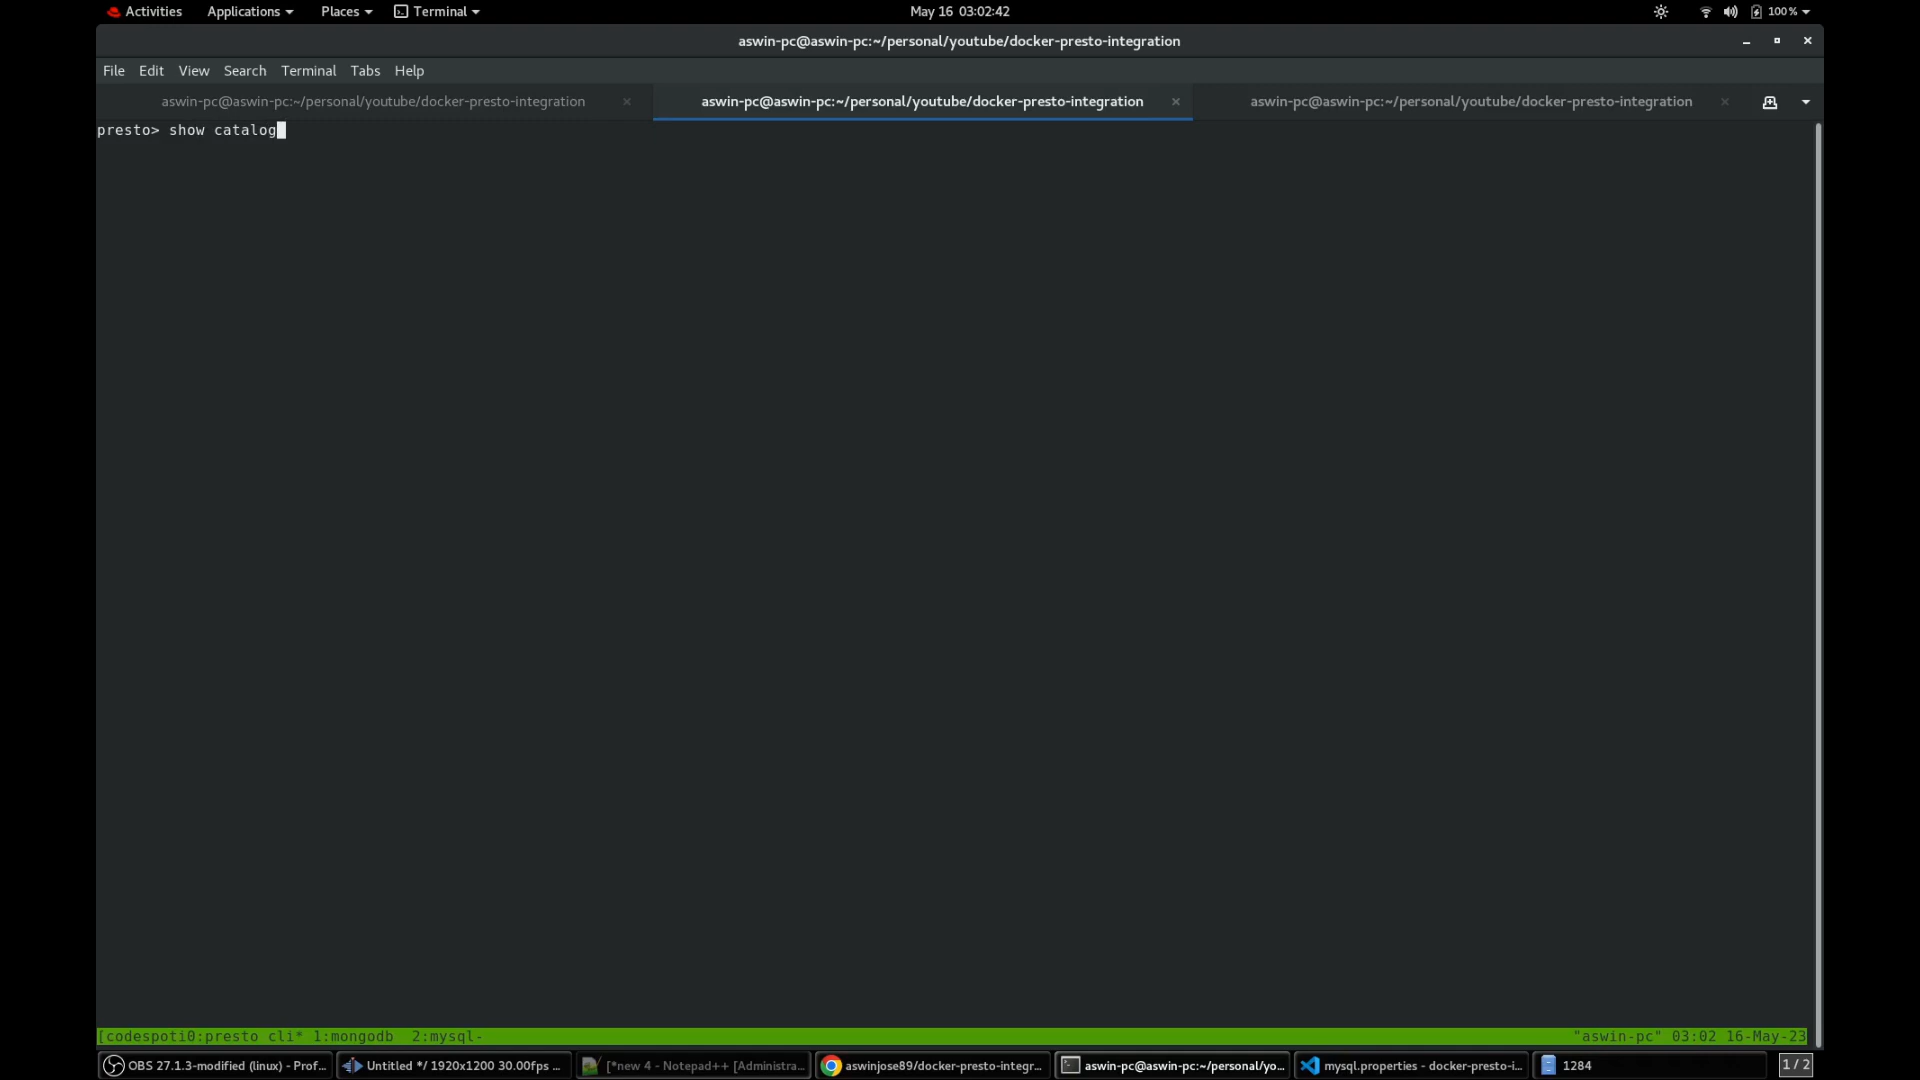 Activities Applications Places Terminal May 16 03:02:42 100%
aswin-pc@aswin-pc:~/personal/youtube/docker-presto-integration
File Edit View Search Terminal Tabs Help
aswin-pc@aswin-pc:~/personal/youtube/docker-presto-integration aswin-pc@aswin-pc:~/personal/youtube/docker-presto-integration aswin-pc@aswin-pc:~/personal/youtube/docker-presto-integration
presto> show catalog
[codespoti0:presto cli* 1:mongodb 2:mysql- "aswin-pc" 03:02 16-May-23
OBS 27.1.3-modified (linux) - Prof... Untitled */ 1920x1200 30.00fps ... [*new 4 - Notepad++ [Administra... aswinjose89/docker-presto-integr... aswin-pc@aswin-pc:~/personal/yo... mysql.properties - docker-presto-i... 1284 1 / 2